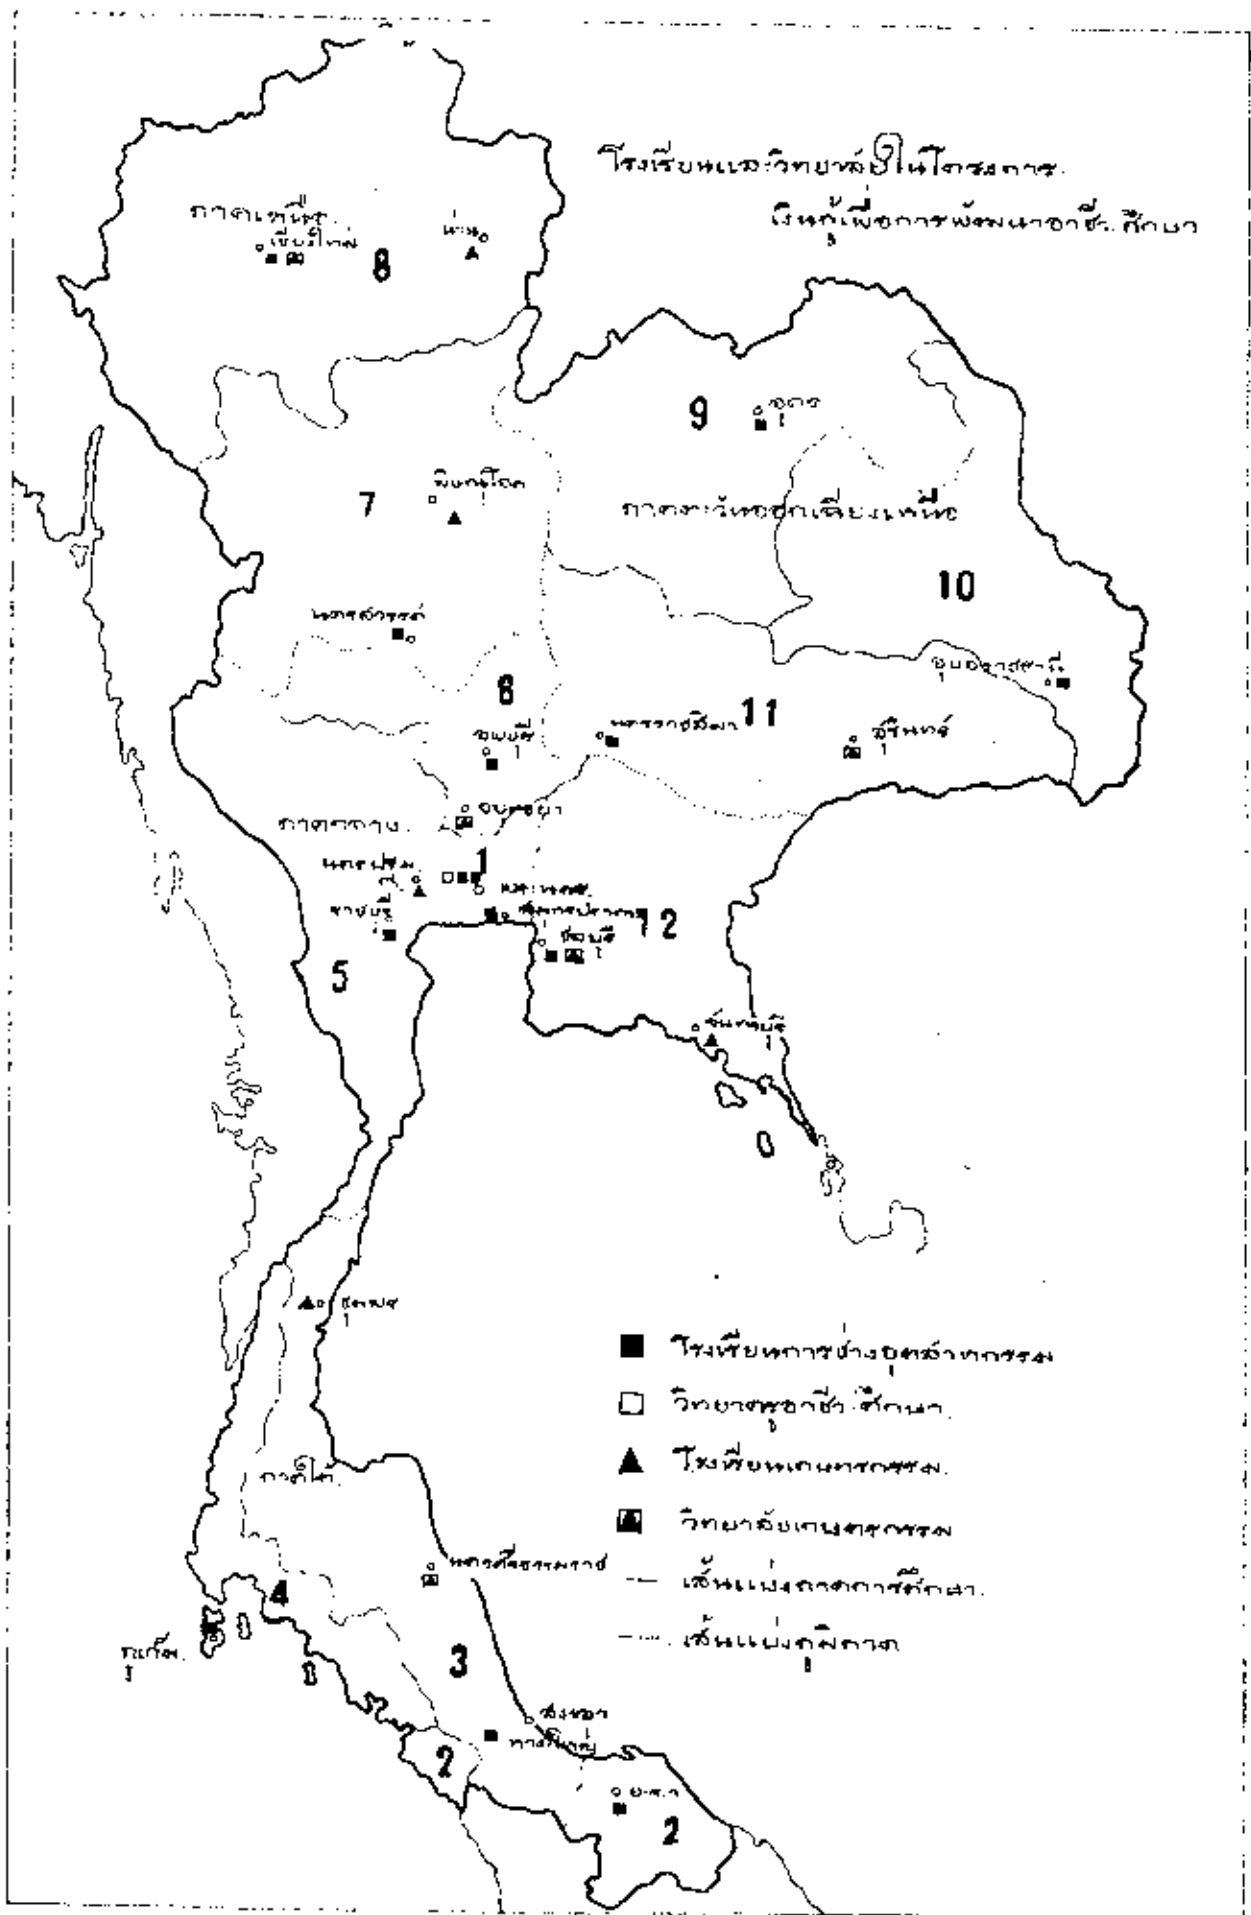 โรงเรียนและวิทยาลัยในโครงการ
เงินกู้เพื่อการพัฒนาอาชีวศึกษา
ภาคเหนือ
เชียงใหม่
น่าน
8
9
อุดร
7
พิษณุโลก
ภาคตะวันออกเฉียงเหนือ
10
นครสวรรค์
อุบลราชธานี
6
11
ลพบุรี
นครราชสีมา
สุรินทร์
อยุธยา
ภาคกลาง
1
นครปฐม
พระนคร
ราชบุรี
สมุทรปราการ
12
ชลบุรี
5
จันทบุรี
ชุมพร
■ โรงเรียนการช่างอุตสาหกรรม
□ วิทยาครูอาชีวศึกษา
▲ โรงเรียนเกษตรกรรม
วิทยาลัยเกษตรกรรม
เส้นแบ่งภาคการศึกษา
เส้นแบ่งภูมิภาค
ภาคใต้
นครศรีธรรมราช
4
ภูเก็ต
3
สงขลา
หาดใหญ่
2
ยะลา
2